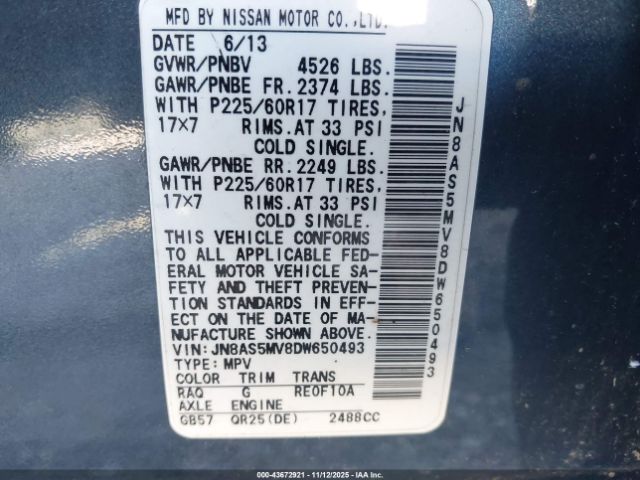 MFD BY NISSAN MOTOR CO.,LTD.
DATE 6/13
GVWR/PNBV 4526 LBS.
GAWR/PNBE FR. 2374 LBS.
WITH P225/60R17 TIRES,
17×7 RIMS. AT 33 PSI
COLD SINGLE.
GAWR/PNBE RR. 2249 LBS.
WITH P225/60R17 TIRES,
17×7 RIMS. AT 33 PSI
COLD SINGLE.
THIS VEHICLE CONFORMS
TO ALL APPLICABLE FED-
ERAL MOTOR VEHICLE SA-
FETY AND THEFT PREVEN-
TION STANDARDS IN EFF-
ECT ON THE DATE OF MA-
NUFACTURE SHOWN ABOVE.
VIN: JN8AS5MV8DW650493
TYPE: MPV
COLOR TRIM TRANS
RAQ G RE0F10A
AXLE ENGINE
GB57 QR25(DE) 2488CC
JN8AS5MV8DW650493
000-43672921 - 11/12/2025 - COPYRIGHT IAA, LLC